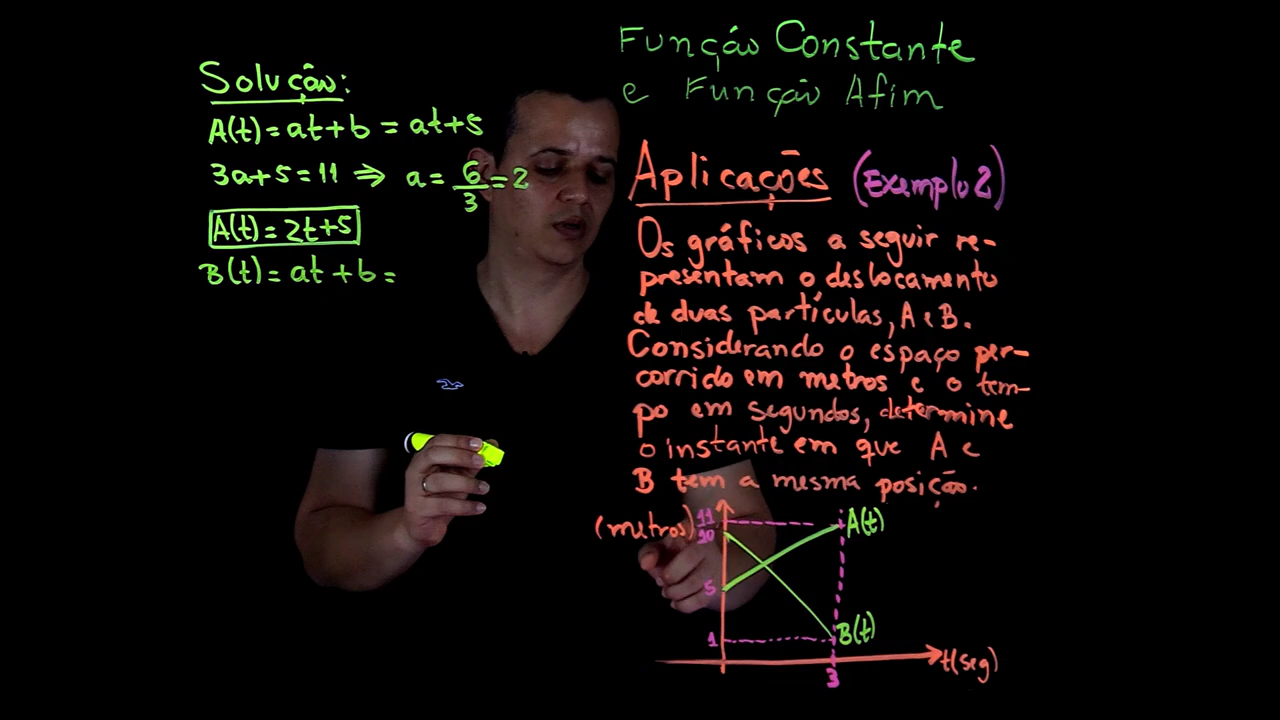 Função Constante
e Função Afim
Solução:
A(t) = at + b = at + 5
3a + 5 = 11 ⇒ a = 6/3 = 2
A(t) = 2t + 5
B(t) = at + b =
Aplicações (Exemplo 2)
Os gráficos a seguir re-
presentam o deslocamento
de duas partículas, A e B.
Considerando o espaço per-
corrido em metros e o tem-
po em segundos, determine
o instante em que A e
B tem a mesma posição.
(metros)
11
10
5
1
A(t)
B(t)
t(seg)
3